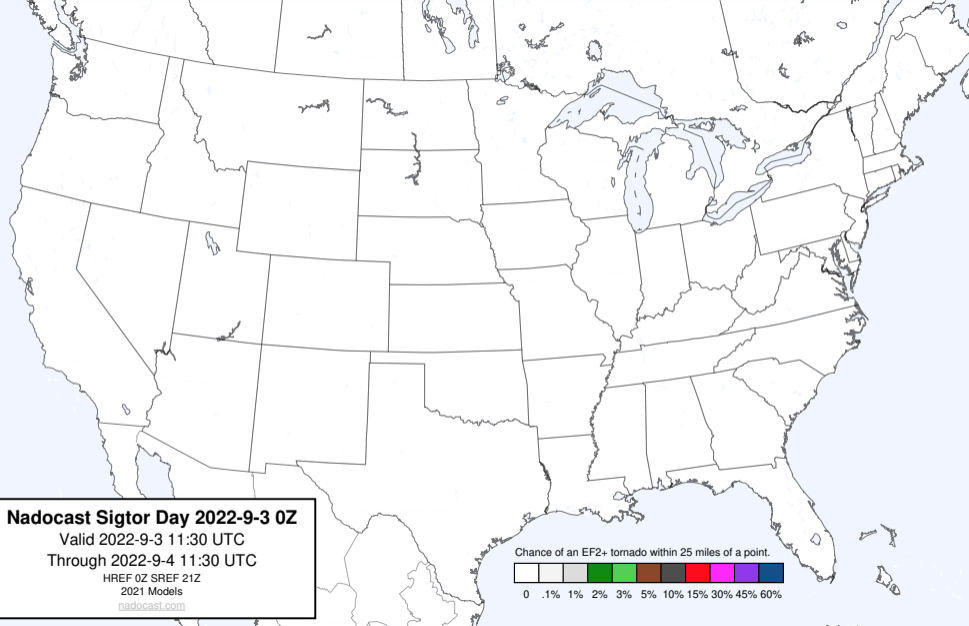 Nadocast Sigtor Day 2022-9-3 0Z
Valid 2022-9-3 11:30 UTC
Through 2022-9-4 11:30 UTC
HREF 0Z SREF 21Z
2021 Models
nadocast.com
Chance of an EF2+ tornado within 25 miles of a point.
0 .1% 1% 2% 3% 5% 10% 15% 30% 45% 60%